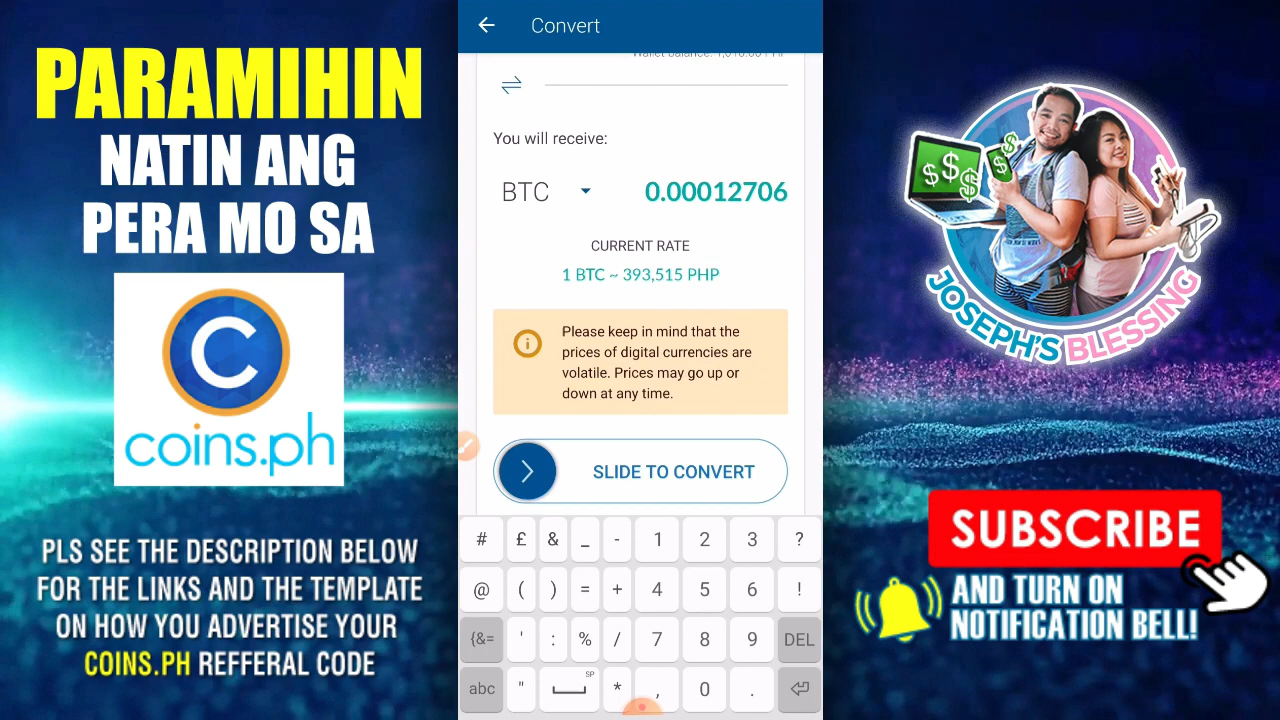 PARAMIHIN
NATIN ANG
PERA MO SA
C
coins.ph
PLS SEE THE DESCRIPTION BELOW
FOR THE LINKS AND THE TEMPLATE
ON HOW YOU ADVERTISE YOUR
COINS.PH REFFERAL CODE
Convert
You will receive:
BTC 0.00012706
CURRENT RATE
1 BTC ~ 393,515 PHP
Please keep in mind that the
prices of digital currencies are
volatile. Prices may go up or
down at any time.
SLIDE TO CONVERT
# £ & _ - 1 2 3 ?
@ ( ) = + 4 5 6 !
{&= ' : % / 7 8 9 DEL
abc " SP * , 0 .
$ $ $ $ $
JOSEPH'S BLESSING
SUBSCRIBE
AND TURN ON
NOTIFICATION BELL!